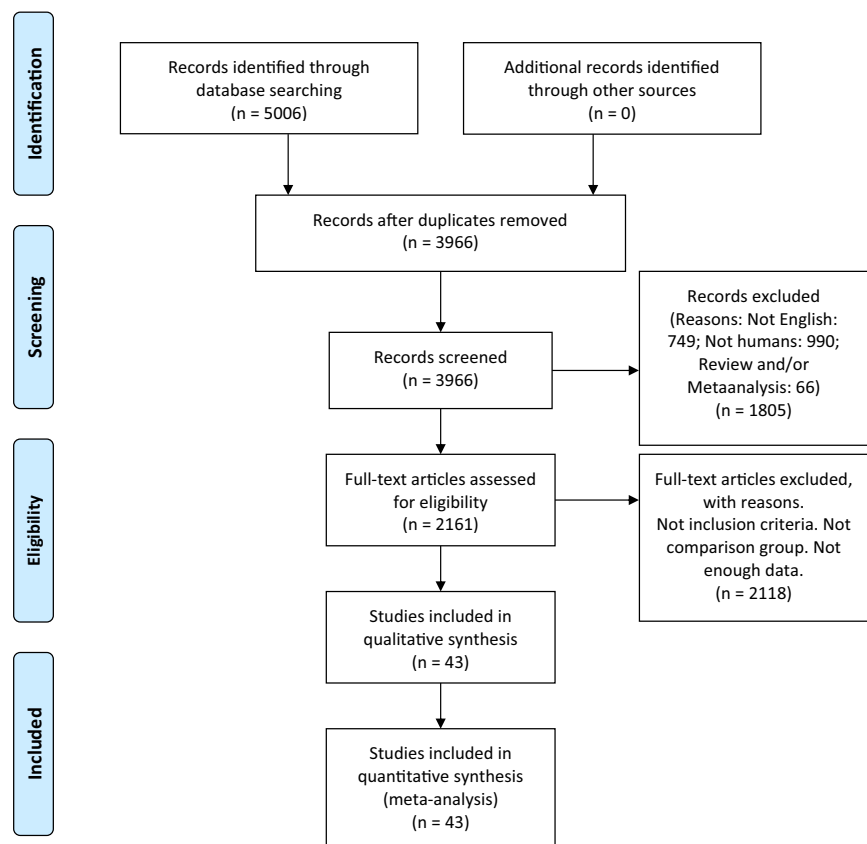 Identification
Records identified through
database searching
(n = 5006)
Additional records identified
through other sources
(n = 0)
Records after duplicates removed
(n = 3966)
Screening
Records screened
(n = 3966)
Records excluded
(Reasons: Not English:
749; Not humans: 990;
Review and/or
Metaanalysis: 66)
(n = 1805)
Eligibility
Full-text articles assessed
for eligibility
(n = 2161)
Full-text articles excluded,
with reasons.
Not inclusion criteria. Not
comparison group. Not
enough data.
(n = 2118)
Studies included in
qualitative synthesis
(n = 43)
Included
Studies included in
quantitative synthesis
(meta-analysis)
(n = 43)